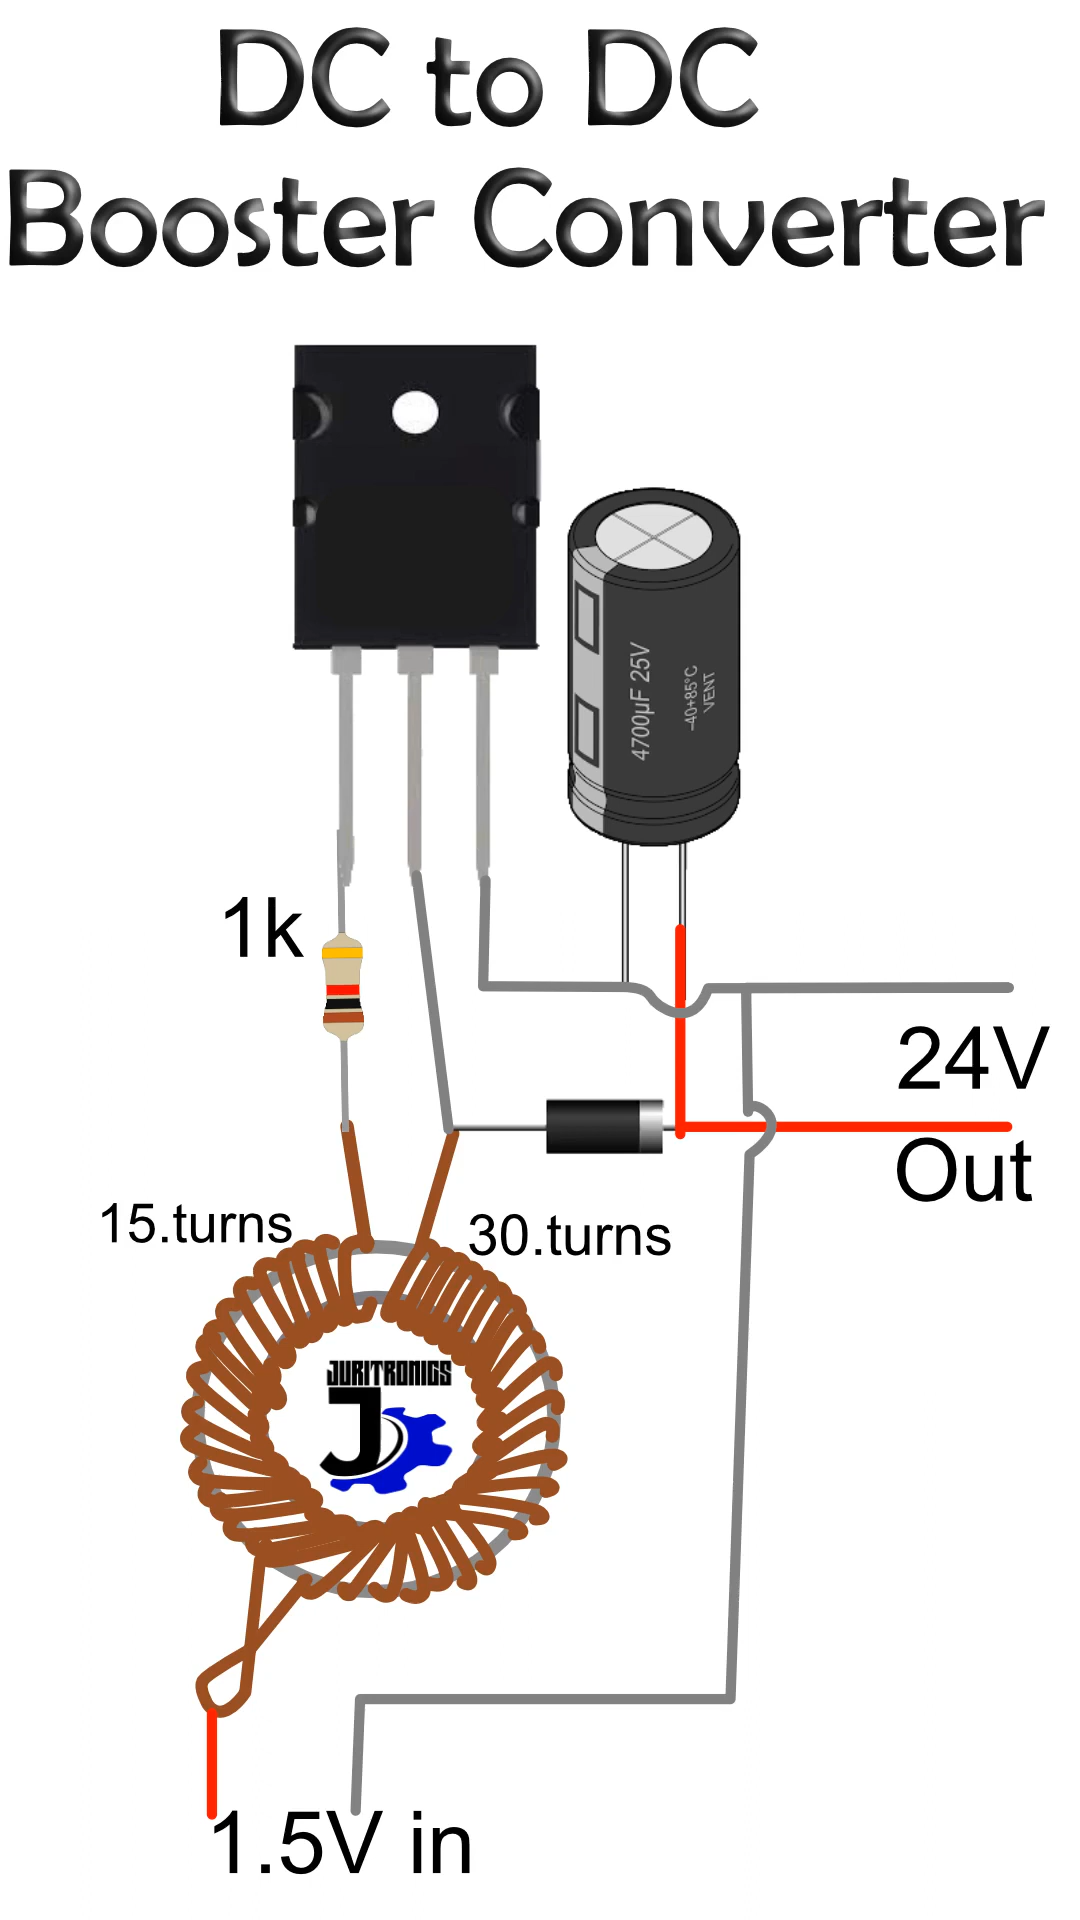 DC to DC
Booster Converter
4700µF 25V
-40+85°C
VENT
1k
24V
Out
15.turns
30.turns
JURITRONICS
J
1.5V in